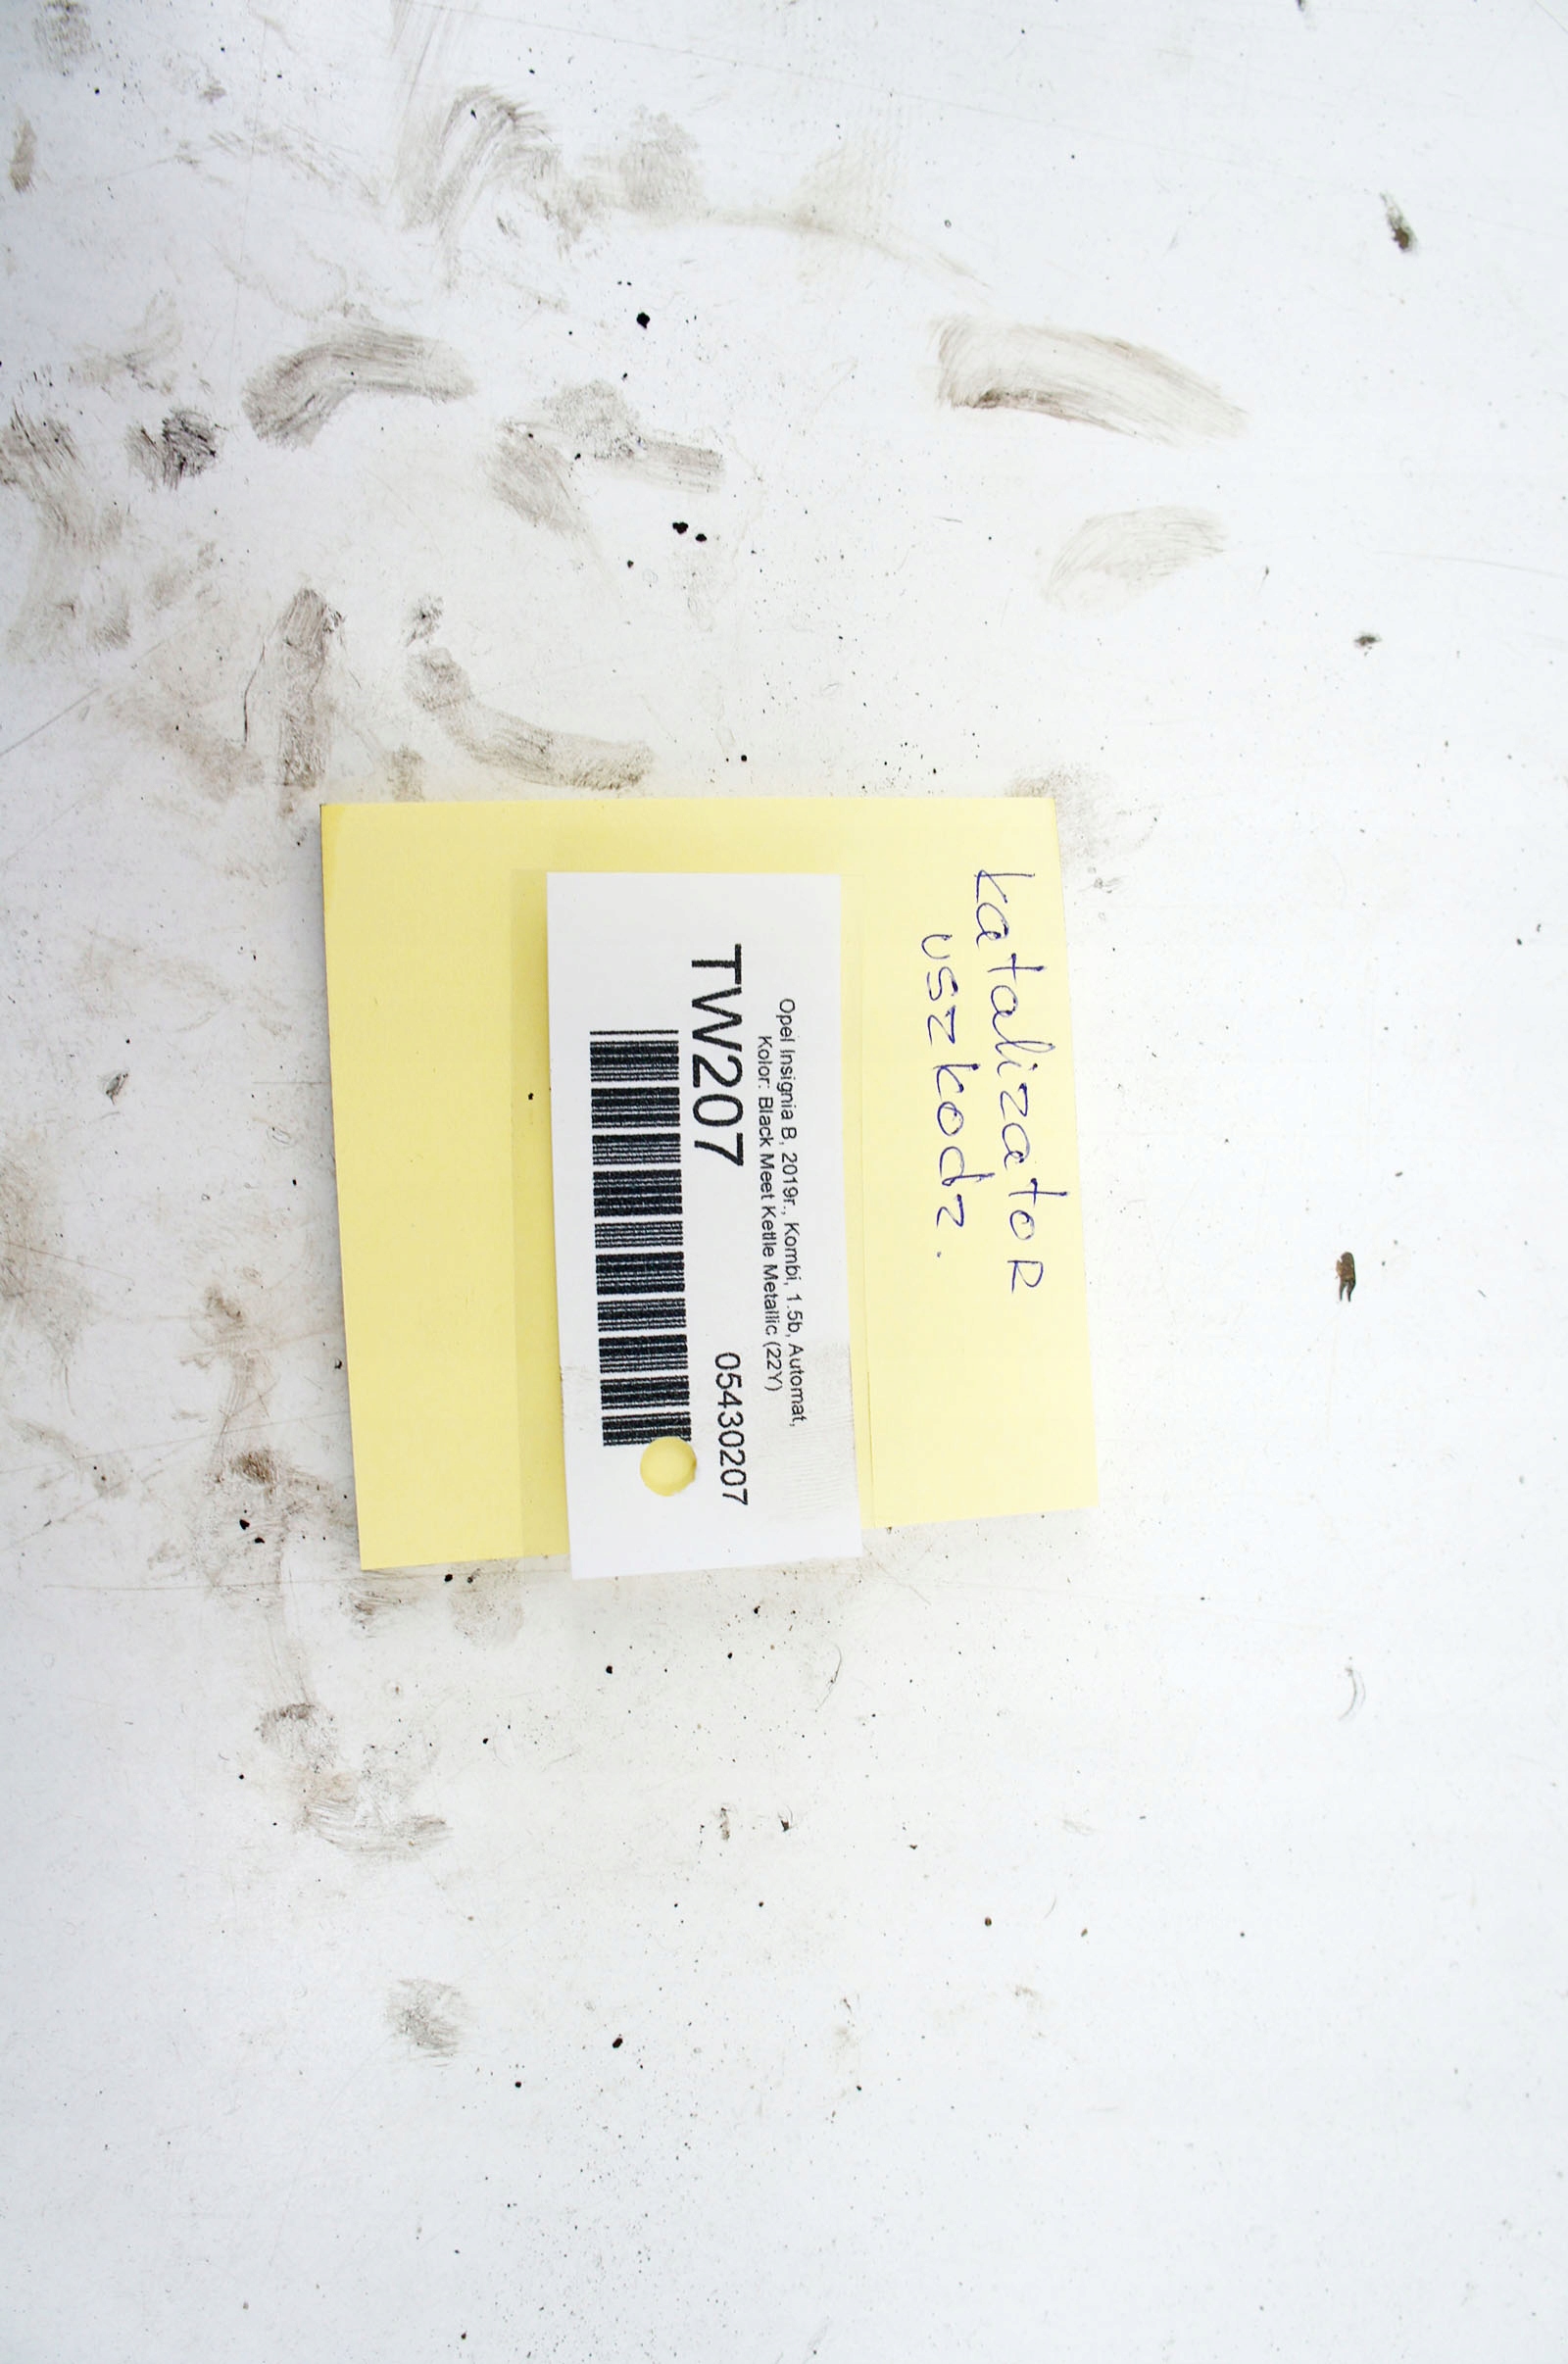 katalizatoR
uszkodz.
Opel Insignia B, 2019r., Kombi, 1.5b, Automat,
Kolor: Black Meet Kettle Metallic (22Y)
TW207 05430207